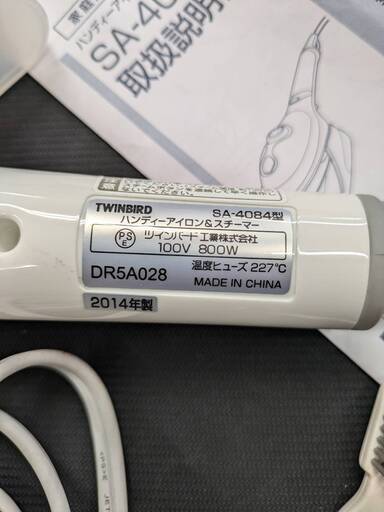 家庭
ハンディーアイ
SA-40
取扱説明
TWINBIRD SA-4084型
ハンディーアイロン&スチーマー
PSE ツインバード工業株式会社
100V 800W
DR5A028 温度ヒューズ 227℃
MADE IN CHINA
2014年製